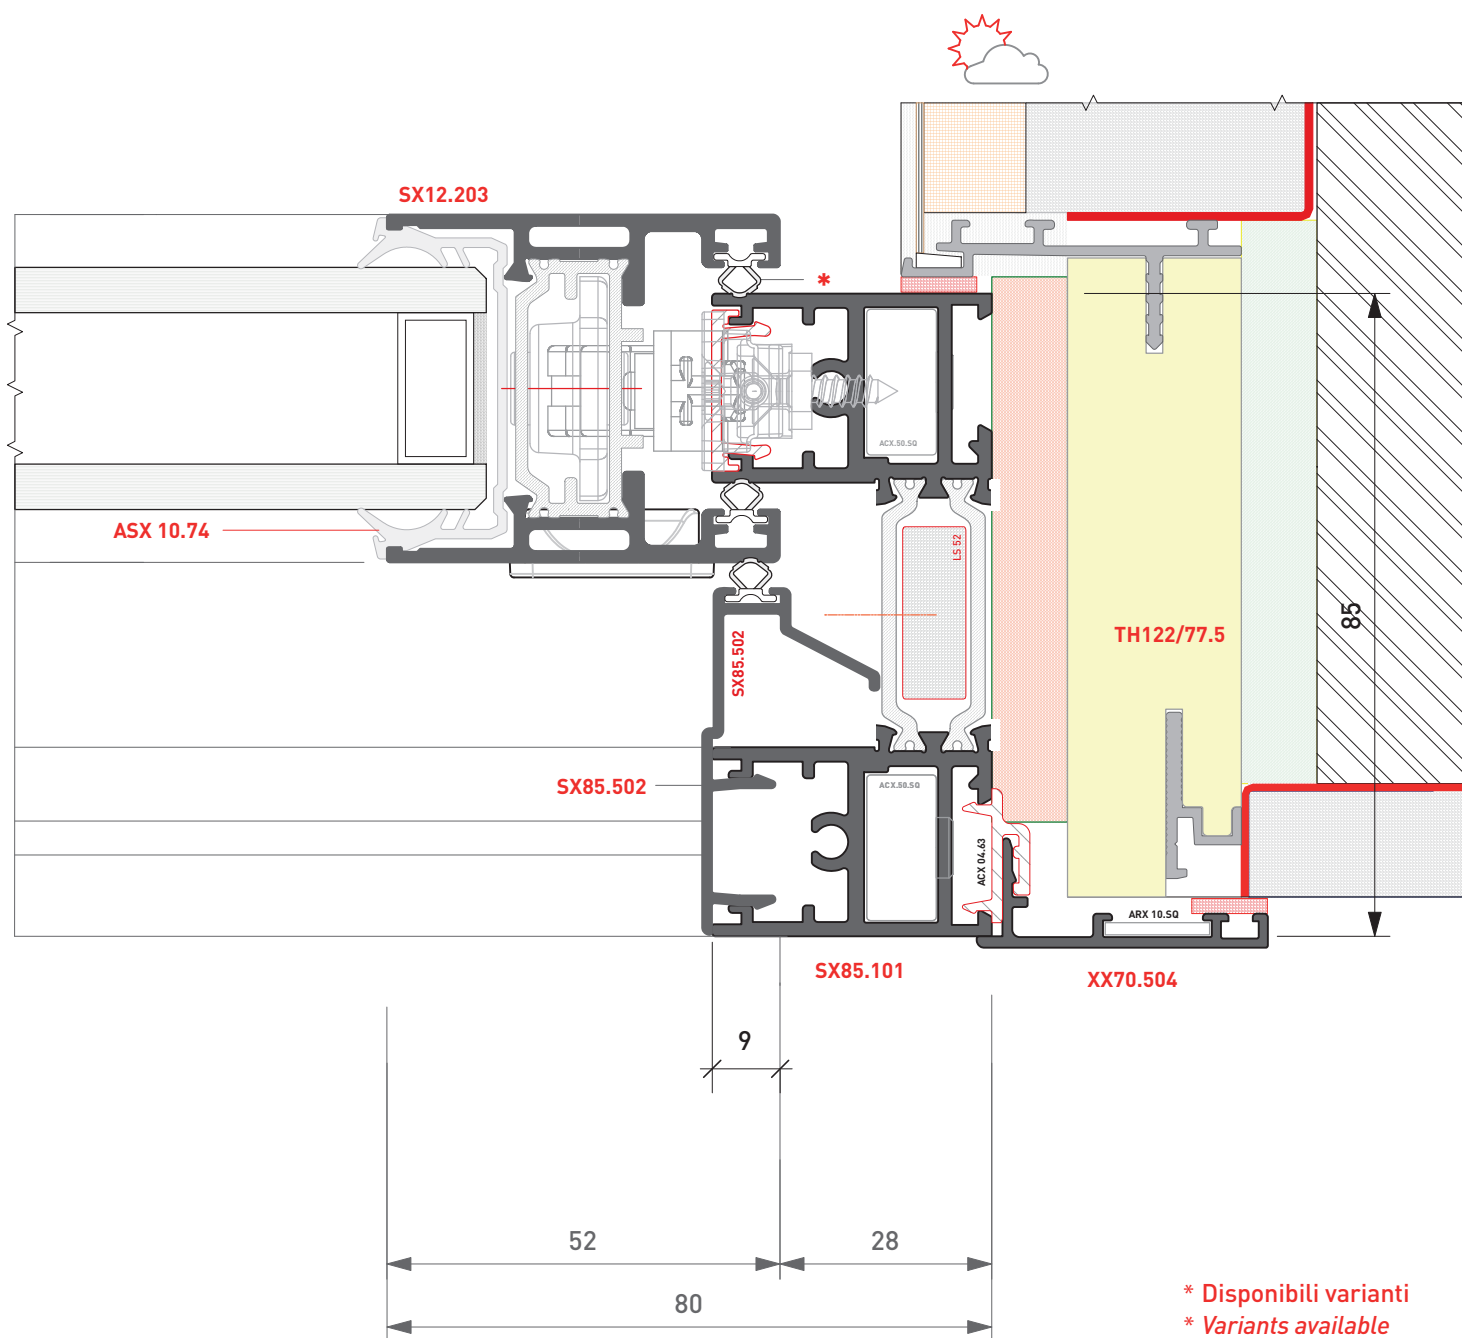 SX12.203
*
ACX.50.SQ
ASX 10.74
LS 52
85
TH122/77.5
SX85.502
SX85.502
ACX.50.SQ
ACX 04.63
ARX 10.SQ
SX85.101
XX70.504
9
52
28
80
* Disponibili varianti
* Variants available